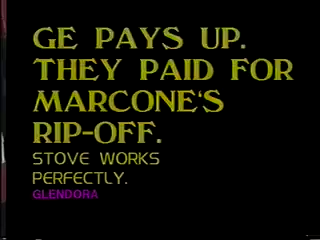 GE PAYS UP.
THEY PAID FOR
MARCONE'S
RIP-OFF.
STOVE WORKS
PERFECTLY.
GLENDORA